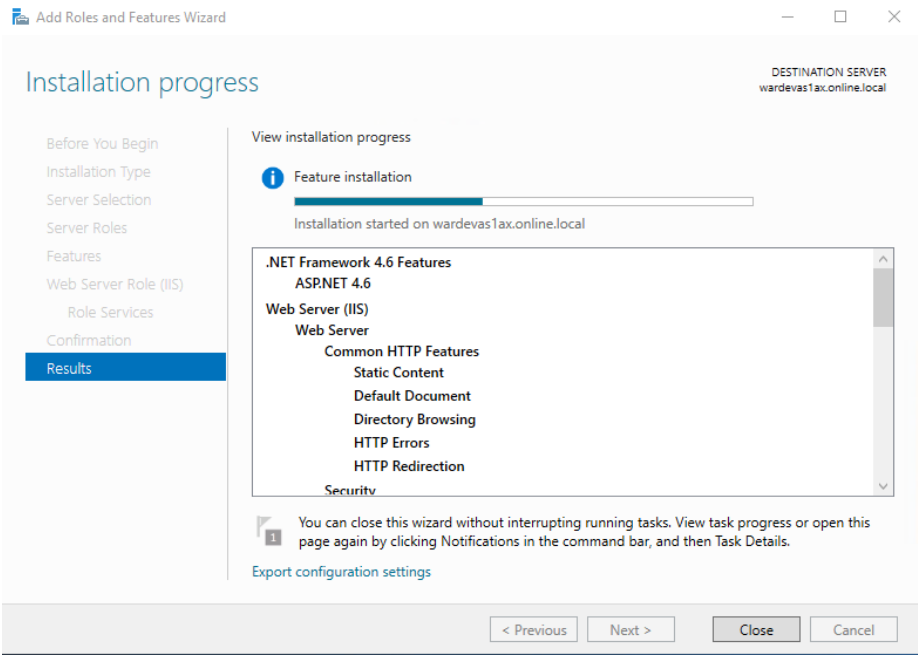 Add Roles and Features Wizard
Installation progress
DESTINATION SERVER
wardevas1ax.online.local
Before You Begin
Installation Type
Server Selection
Server Roles
Features
Web Server Role (IIS)
Role Services
Confirmation
Results
View installation progress
Feature installation
Installation started on wardevas1ax.online.local
.NET Framework 4.6 Features
ASP.NET 4.6
Web Server (IIS)
Web Server
Common HTTP Features
Static Content
Default Document
Directory Browsing
HTTP Errors
HTTP Redirection
Security
1
You can close this wizard without interrupting running tasks. View task progress or open this
page again by clicking Notifications in the command bar, and then Task Details.
Export configuration settings
< Previous
Next >
Close
Cancel